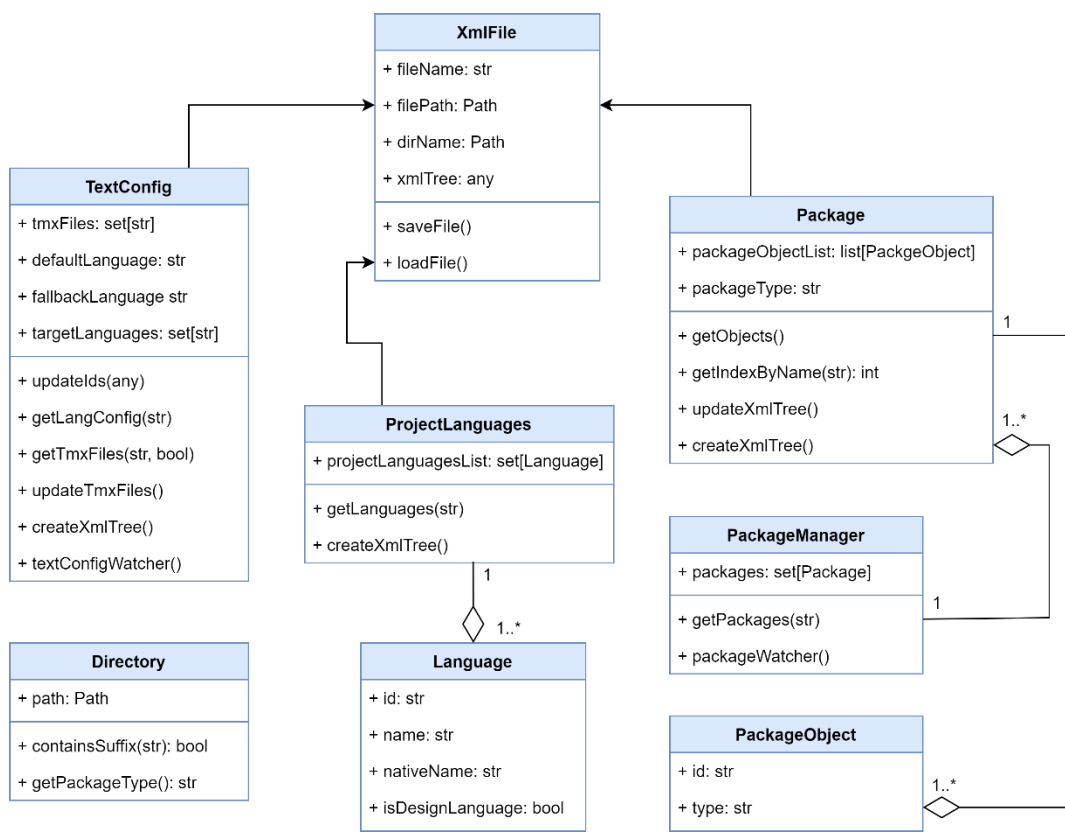 XmlFile
+ fileName: str
+ filePath: Path
+ dirName: Path
+ xmlTree: any
+ saveFile()
+ loadFile()
TextConfig
+ tmxFiles: set[str]
+ defaultLanguage: str
+ fallbackLanguage str
+ targetLanguages: set[str]
+ updateIds(any)
+ getLangConfig(str)
+ getTmxFiles(str, bool)
+ updateTmxFiles()
+ createXmlTree()
+ textConfigWatcher()
Package
+ packageObjectList: list[PackgeObject]
+ packageType: str
+ getObjects()
+ getIndexByName(str): int
+ updateXmlTree()
+ createXmlTree()
1
1..*
ProjectLanguages
+ projectLanguagesList: set[Language]
+ getLanguages(str)
+ createXmlTree()
1
1..*
PackageManager
+ packages: set[Package]
+ getPackages(str)
+ packageWatcher()
1
Directory
+ path: Path
+ containsSuffix(str): bool
+ getPackageType(): str
Language
+ id: str
+ name: str
+ nativeName: str
+ isDesignLanguage: bool
PackageObject
+ id: str
+ type: str
1..*